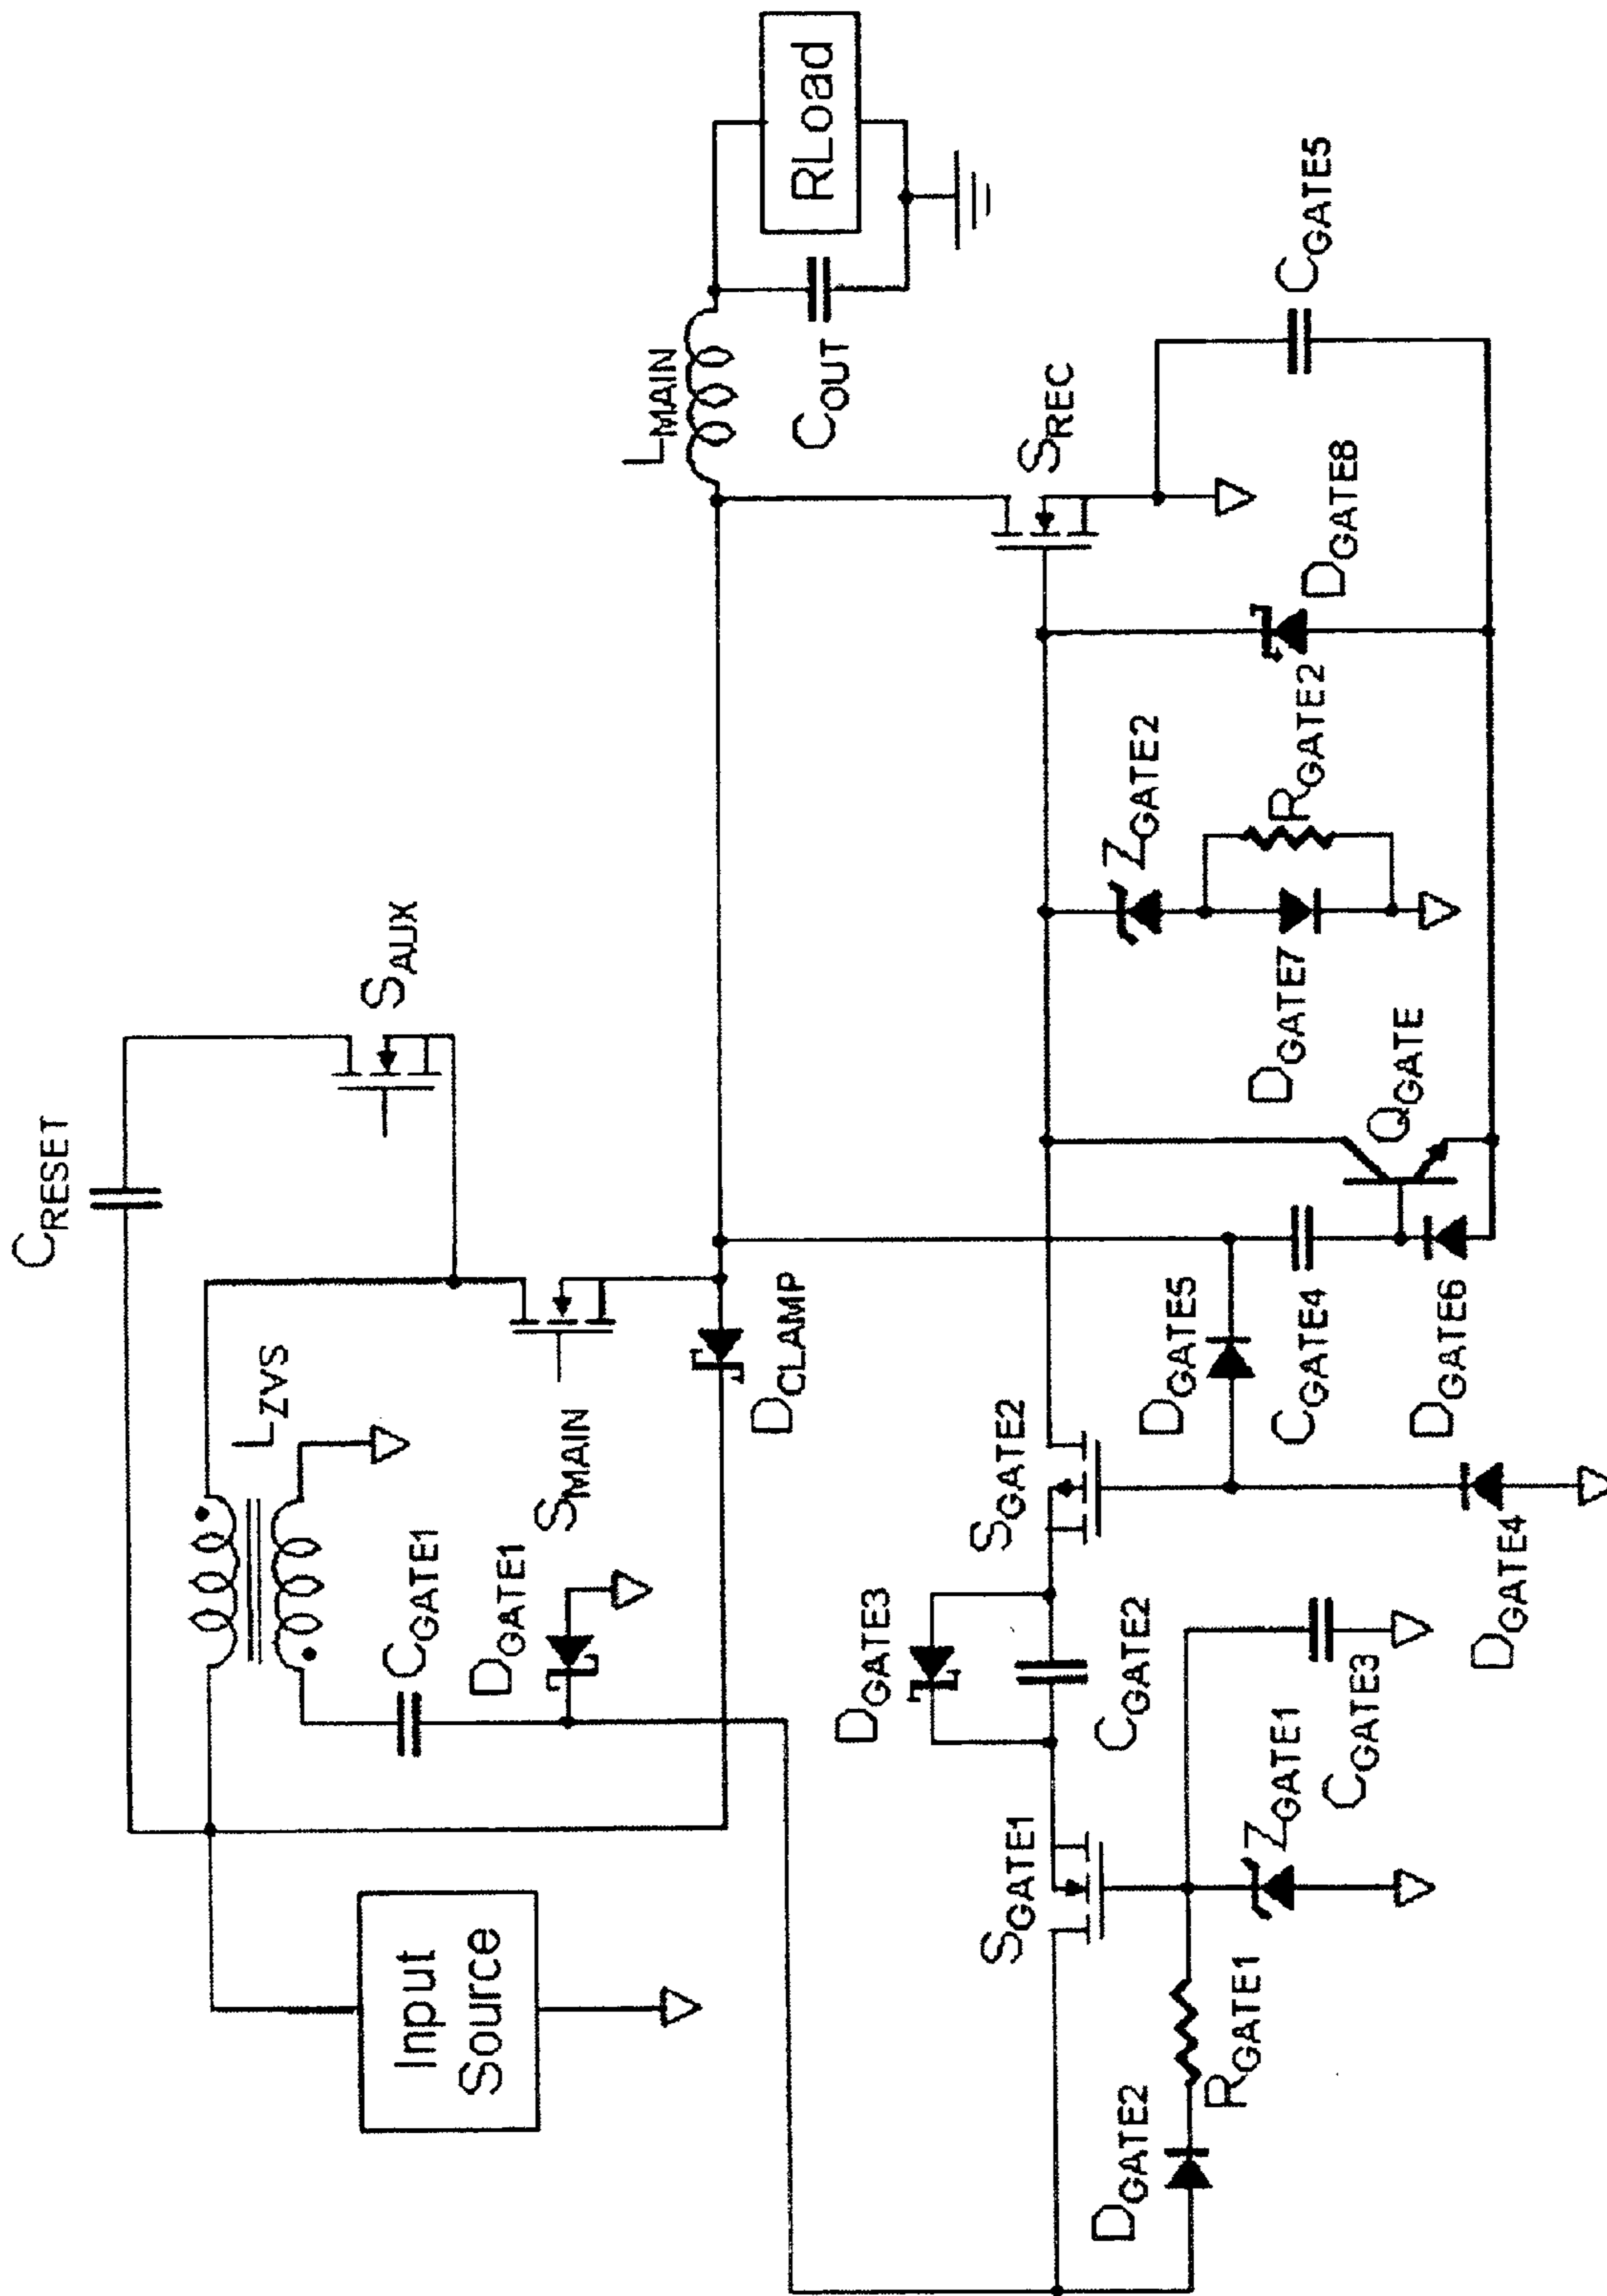 CRESET
SAUX
LZVS
Input
Source
CGATE1
DGATE1
SMAIN
DCLAMP
LMAIN
COUT
RLoad
DGATE3
SGATE1
CGATE2
SGATE2
SREC
DGATE2
RGATE1
ZGATE1
CGATE3
DGATE4
DGATE5
CGATE4
DGATE6
QGATE
DGATE7
ZGATE2
RGATE2
DGATE8
CGATE5